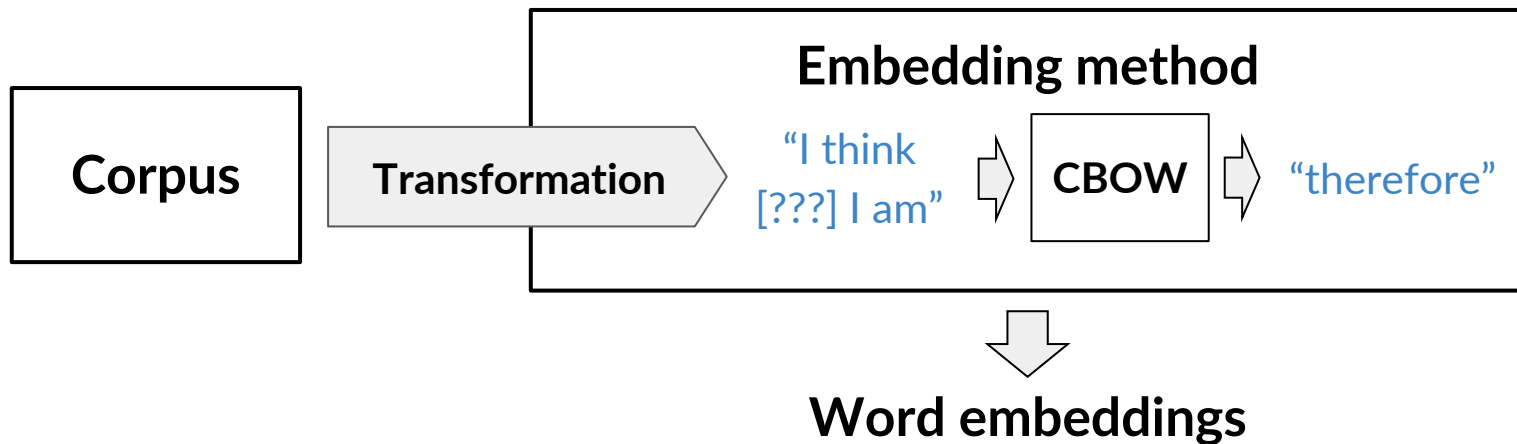 Embedding method
Corpus
Transformation
“I think
[???] I am”
CBOW
“therefore”
Word embeddings